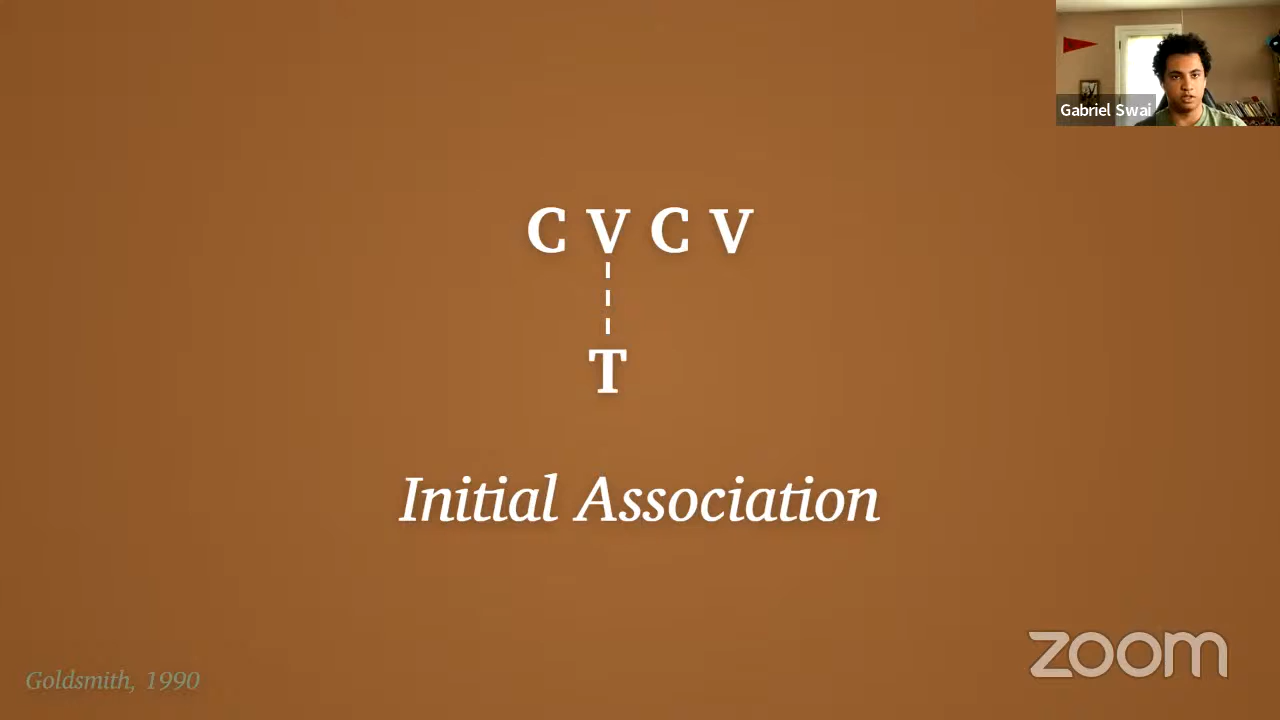 Gabriel Swai
C V C V
T
Initial Association
zoom
Goldsmith, 1990